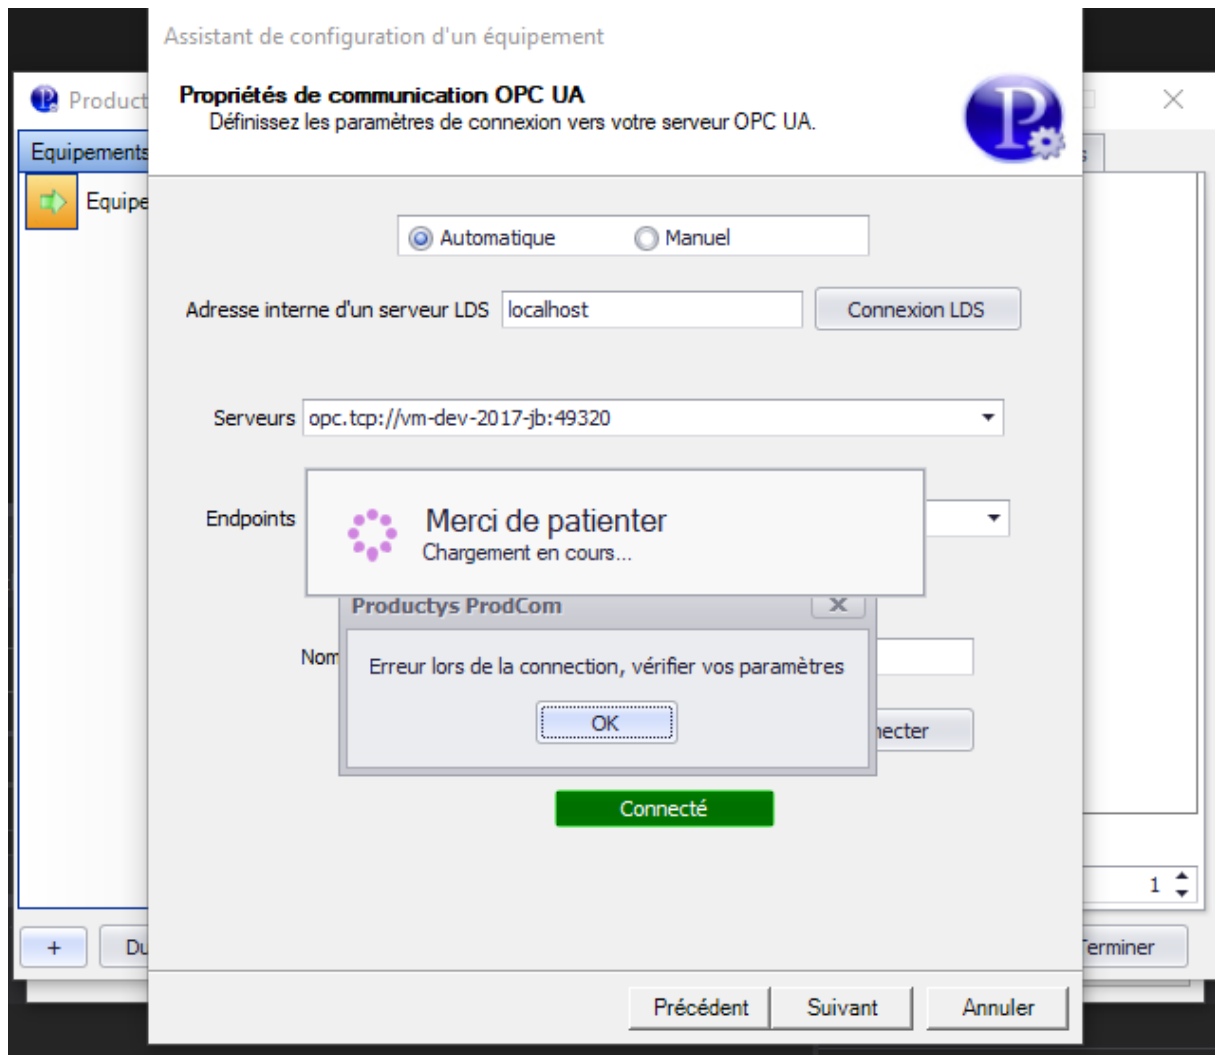 Assistant de configuration d'un équipement
Propriétés de communication OPC UA
Définissez les paramètres de connexion vers votre serveur OPC UA.
Product
Equipements
Equipe
Automatique Manuel
Adresse interne d'un serveur LDS localhost Connexion LDS
Serveurs opc.tcp://vm-dev-2017-jb:49320
Endpoints
Merci de patienter
Chargement en cours...
Productys ProdCom
Nom
Erreur lors de la connection, vérifier vos paramètres
OK
necter
Connecté
1
+ Du Terminer
Précédent Suivant Annuler